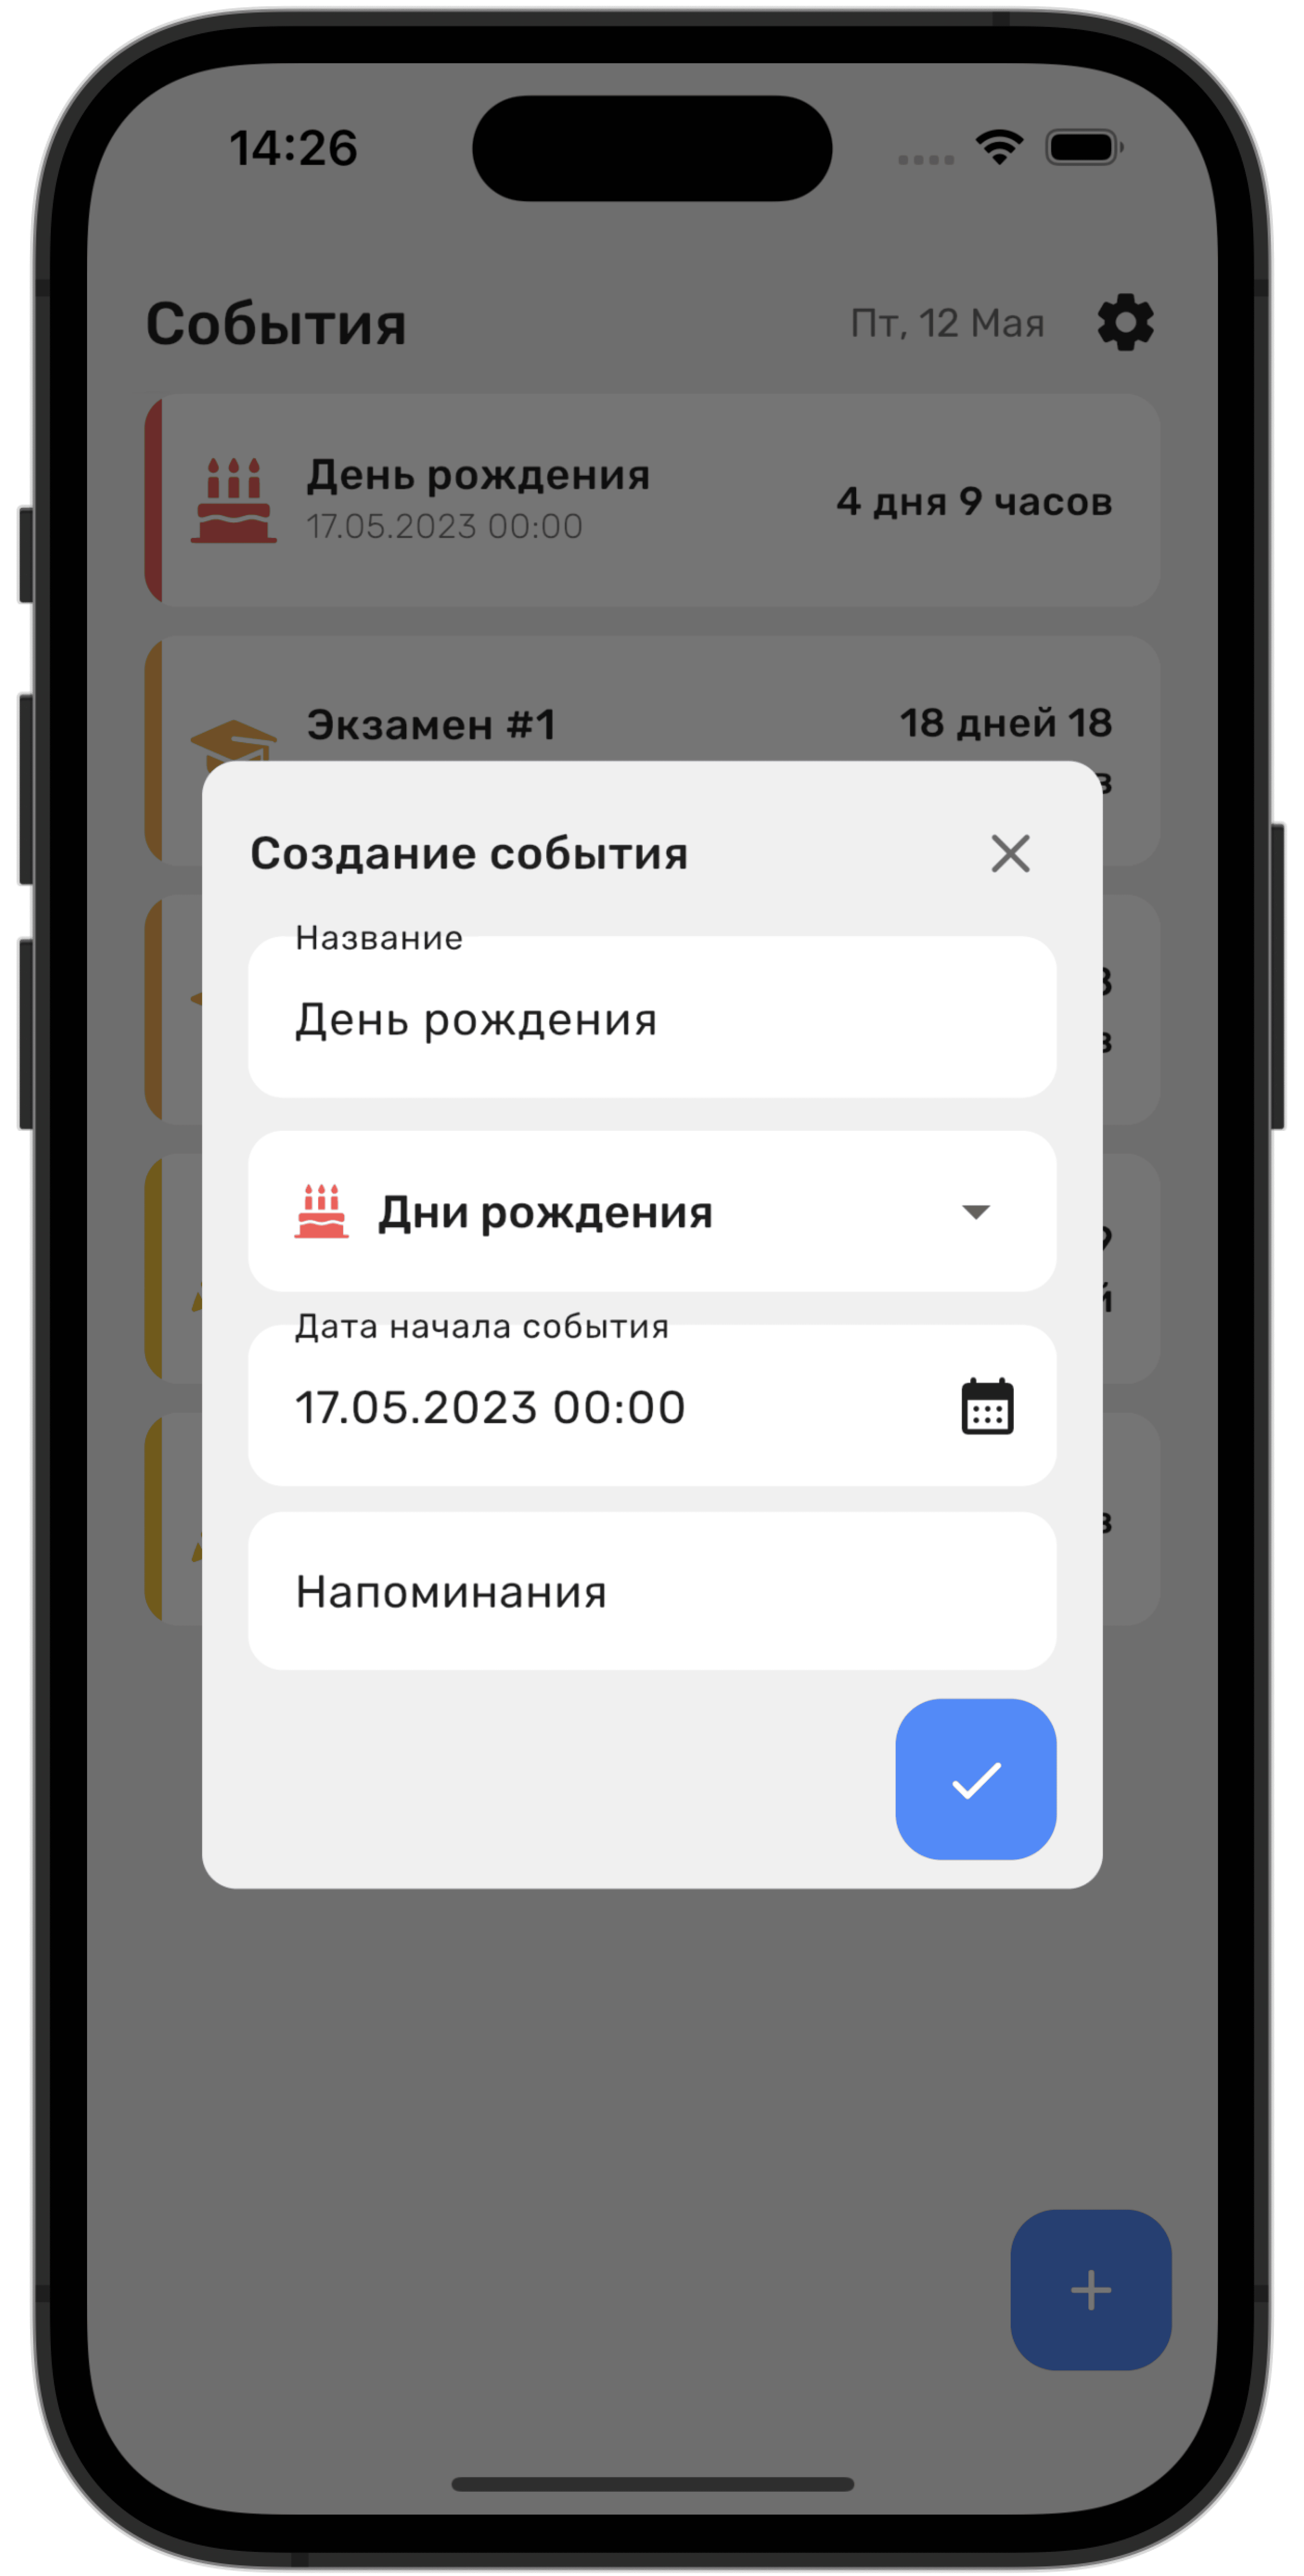 14:26
События
Пт, 12 Мая
День рождения
17.05.2023 00:00
4 дня 9 часов
Экзамен #1
18 дней 18
Создание события
Название
День рождения
Дни рождения
Дата начала события
17.05.2023 00:00
Напоминания